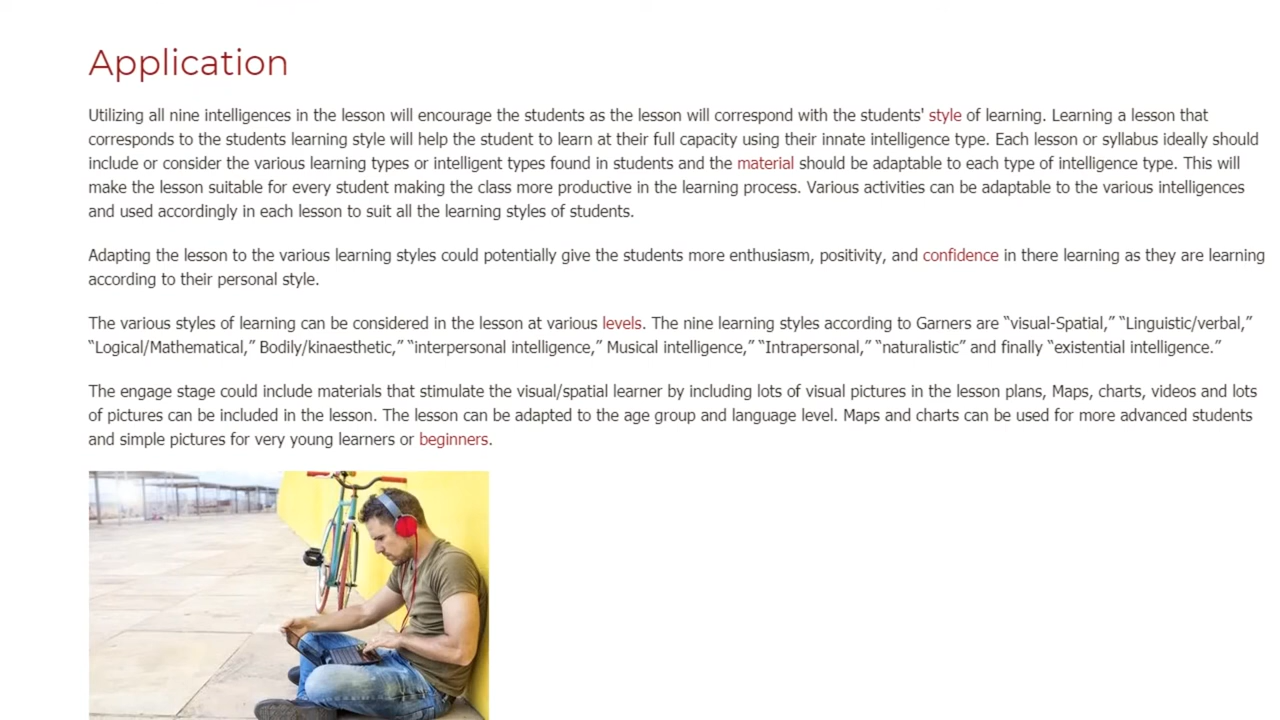 Application
Utilizing all nine intelligences in the lesson will encourage the students as the lesson will correspond with the students' style of learning. Learning a lesson that
corresponds to the students learning style will help the student to learn at their full capacity using their innate intelligence type. Each lesson or syllabus ideally should
include or consider the various learning types or intelligent types found in students and the material should be adaptable to each type of intelligence type. This will
make the lesson suitable for every student making the class more productive in the learning process. Various activities can be adaptable to the various intelligences
and used accordingly in each lesson to suit all the learning styles of students.
Adapting the lesson to the various learning styles could potentially give the students more enthusiasm, positivity, and confidence in there learning as they are learning
according to their personal style.
The various styles of learning can be considered in the lesson at various levels. The nine learning styles according to Garners are “visual-Spatial,” “Linguistic/verbal,”
“Logical/Mathematical,” Bodily/kinaesthetic,” “interpersonal intelligence,” Musical intelligence,” “Intrapersonal,” “naturalistic” and finally “existential intelligence.”
The engage stage could include materials that stimulate the visual/spatial learner by including lots of visual pictures in the lesson plans, Maps, charts, videos and lots
of pictures can be included in the lesson. The lesson can be adapted to the age group and language level. Maps and charts can be used for more advanced students
and simple pictures for very young learners or beginners.